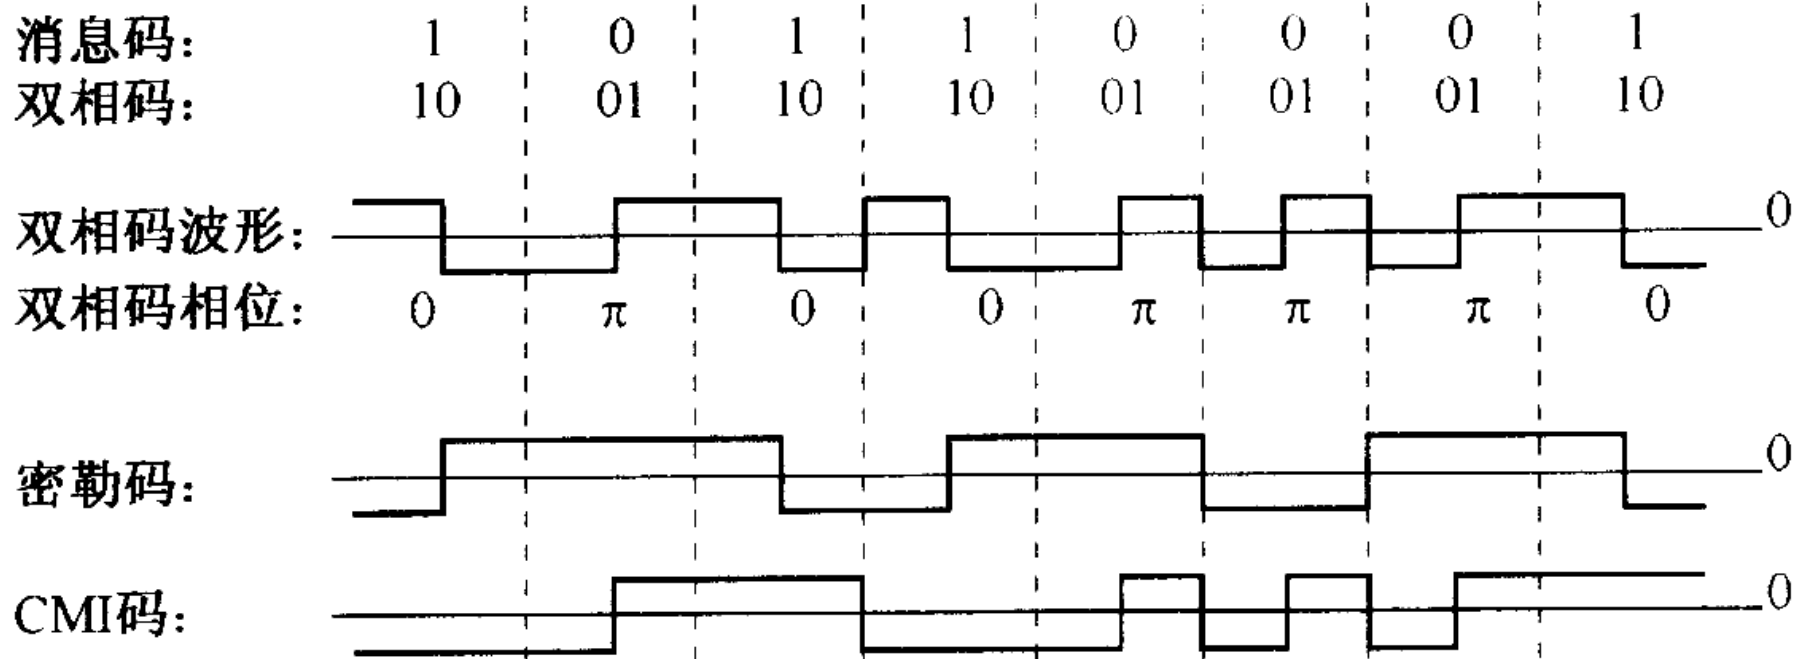 消息码: 1 0 1 1 0 0 0 1
双相码: 10 01 10 10 01 01 01 10
双相码波形: 0
双相码相位: 0 π 0 0 π π π 0
密勒码: 0
CMI码: 0